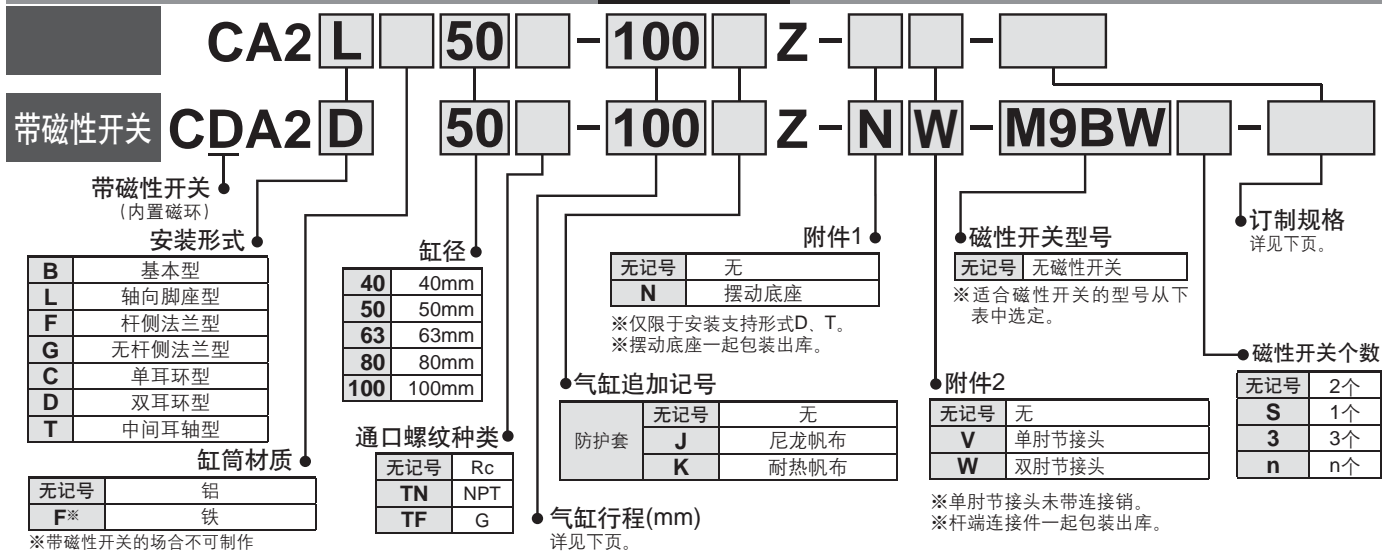 CA2 L 50 - 100 Z - -
带磁性开关 CDA2 D 50 - 100 Z - N W - M9BW -
带磁性开关
（内置磁环）
安装形式
B 基本型
L 轴向脚座型
F 杆侧法兰型
G 无杆侧法兰型
C 单耳环型
D 双耳环型
T 中间耳轴型
缸筒材质
无记号 铝
F※ 铁
※带磁性开关的场合不可制作
缸径
40 40mm
50 50mm
63 63mm
80 80mm
100 100mm
通口螺纹种类
无记号 Rc
TN NPT
TF G
气缸行程(mm)
详见下页。
附件1
无记号 无
N 摆动底座
※仅限于安装支持形式D、T。
※摆动底座一起包装出库。
气缸追加记号
防护套 无记号 无
J 尼龙帆布
K 耐热帆布
磁性开关型号
无记号 无磁性开关
※适合磁性开关的型号从下
表中选定。
附件2
无记号 无
V 单肘节接头
W 双肘节接头
※单肘节接头未带连接销。
※杆端连接件一起包装出库。
订制规格
详见下页。
磁性开关个数
无记号 2个
S 1个
3 3个
n n个